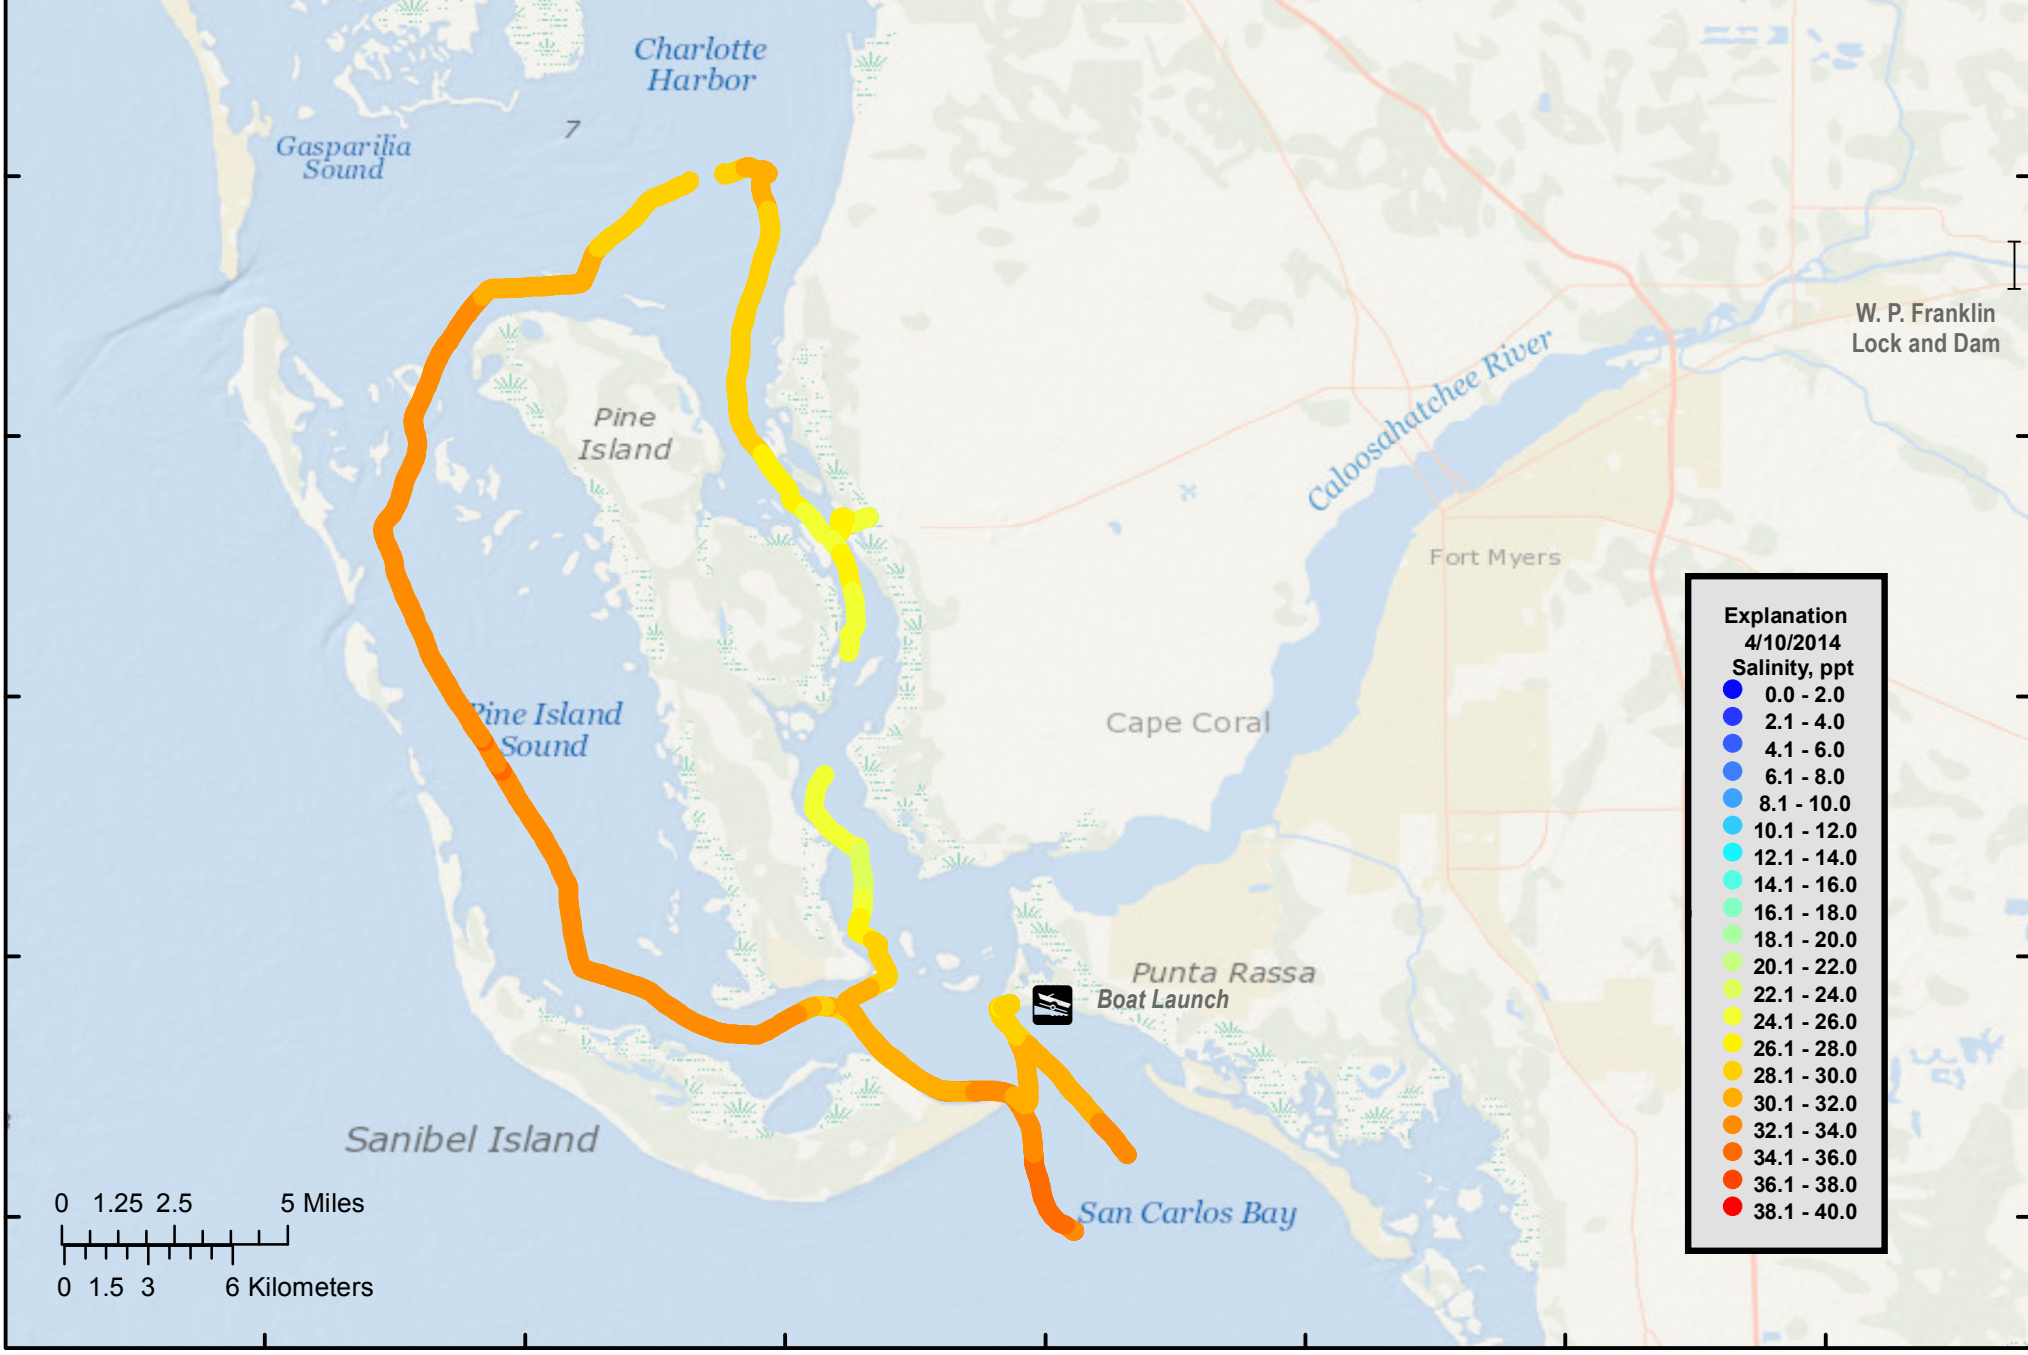 Charlotte
Harbor
7
Gasparilia
Sound
W. P. Franklin
Lock and Dam
Caloosahatchee River
Pine
Island
Fort Myers
Pine Island
Sound
Cape Coral
Punta Rassa
Boat Launch
Sanibel Island
San Carlos Bay
Explanation
4/10/2014
Salinity, ppt
0.0 - 2.0
2.1 - 4.0
4.1 - 6.0
6.1 - 8.0
8.1 - 10.0
10.1 - 12.0
12.1 - 14.0
14.1 - 16.0
16.1 - 18.0
18.1 - 20.0
20.1 - 22.0
22.1 - 24.0
24.1 - 26.0
26.1 - 28.0
28.1 - 30.0
30.1 - 32.0
32.1 - 34.0
34.1 - 36.0
36.1 - 38.0
38.1 - 40.0
0 1.25 2.5 5 Miles
0 1.5 3 6 Kilometers